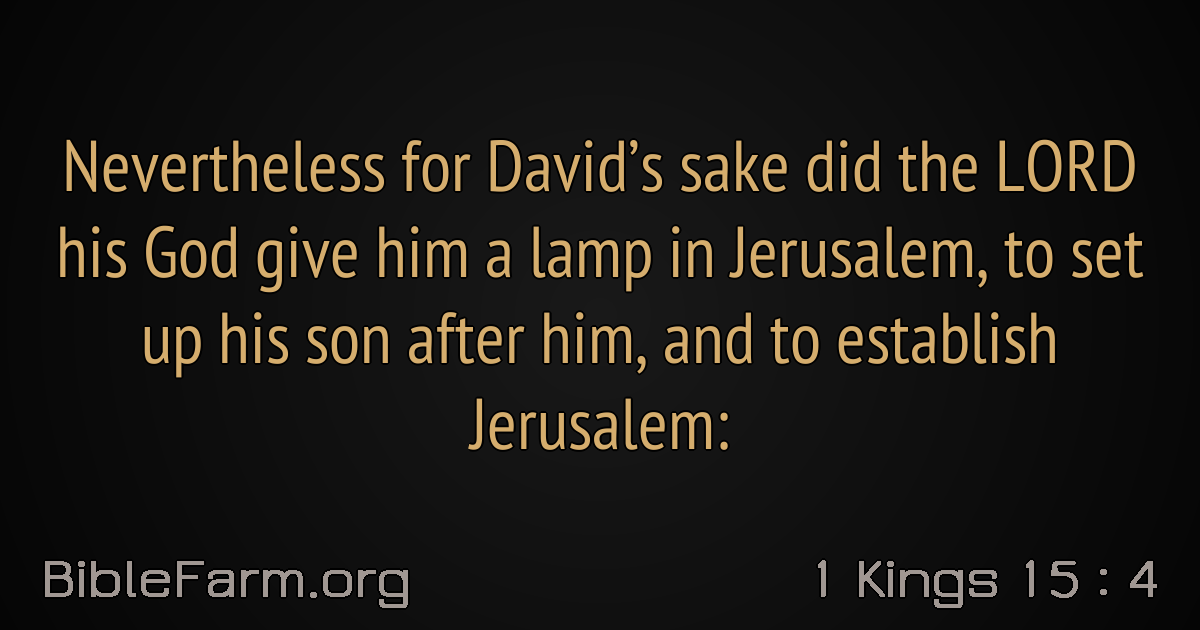 Nevertheless for David’s sake did the LORD
his God give him a lamp in Jerusalem, to set
up his son after him, and to establish
Jerusalem:
BibleFarm.org
1 Kings 15 : 4